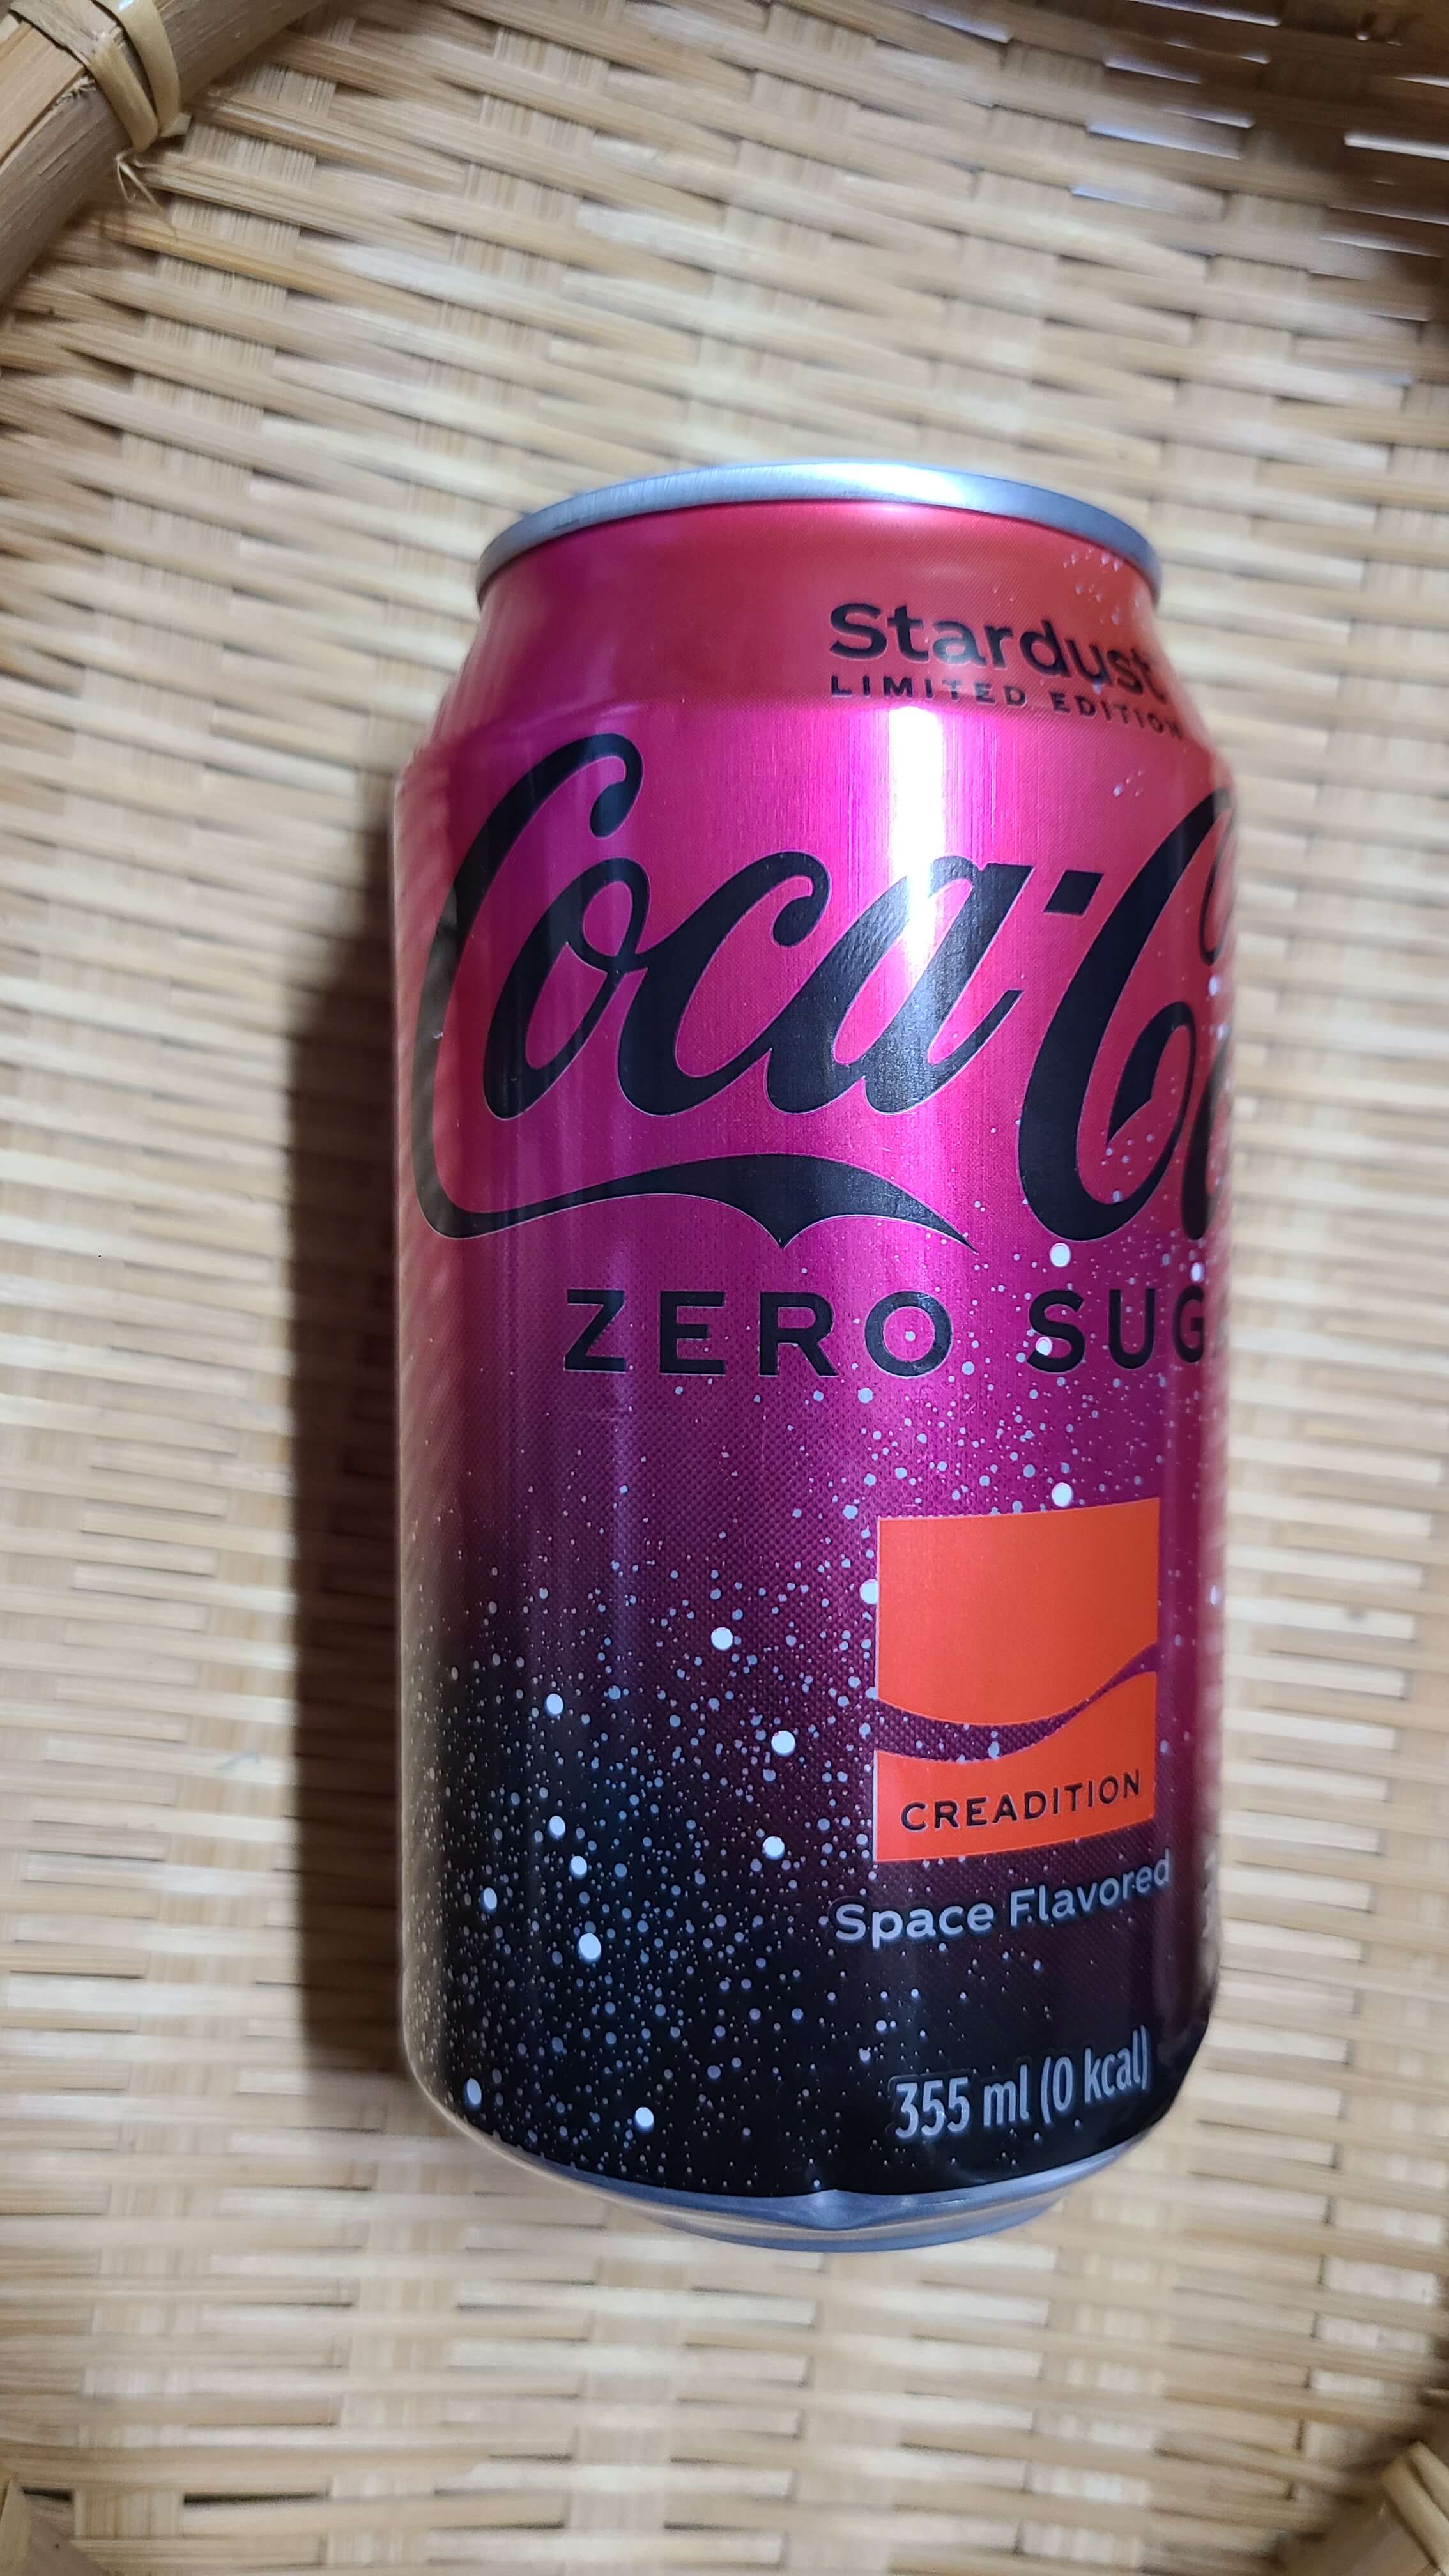 Stardust
LIMITED EDITION
Coca-Co
ZERO SUG
CREADITION
Space Flavored
355 ml (0 kcal)